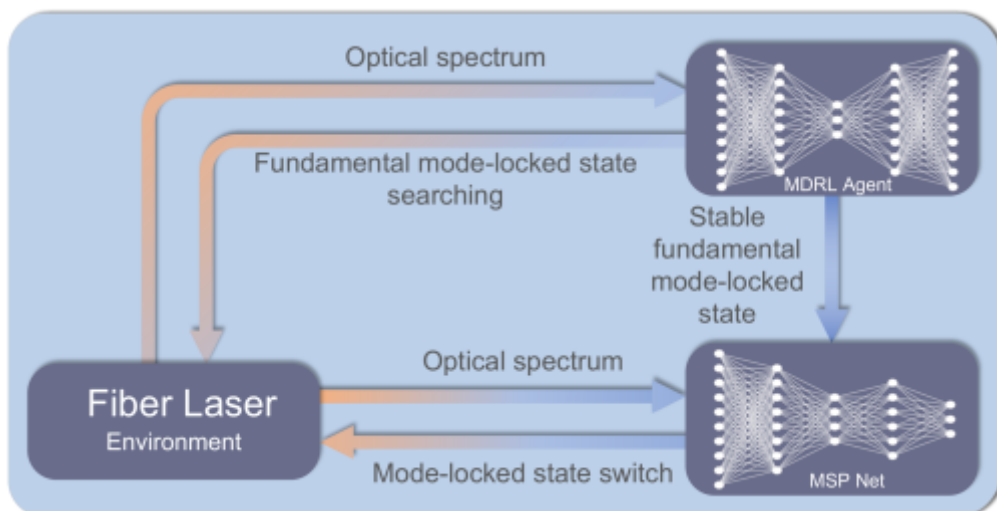 Optical spectrum
Fundamental mode-locked state
searching
MDRL Agent
Stable
fundamental
mode-locked
state
Optical spectrum
Fiber Laser
Environment
Mode-locked state switch
MSP Net